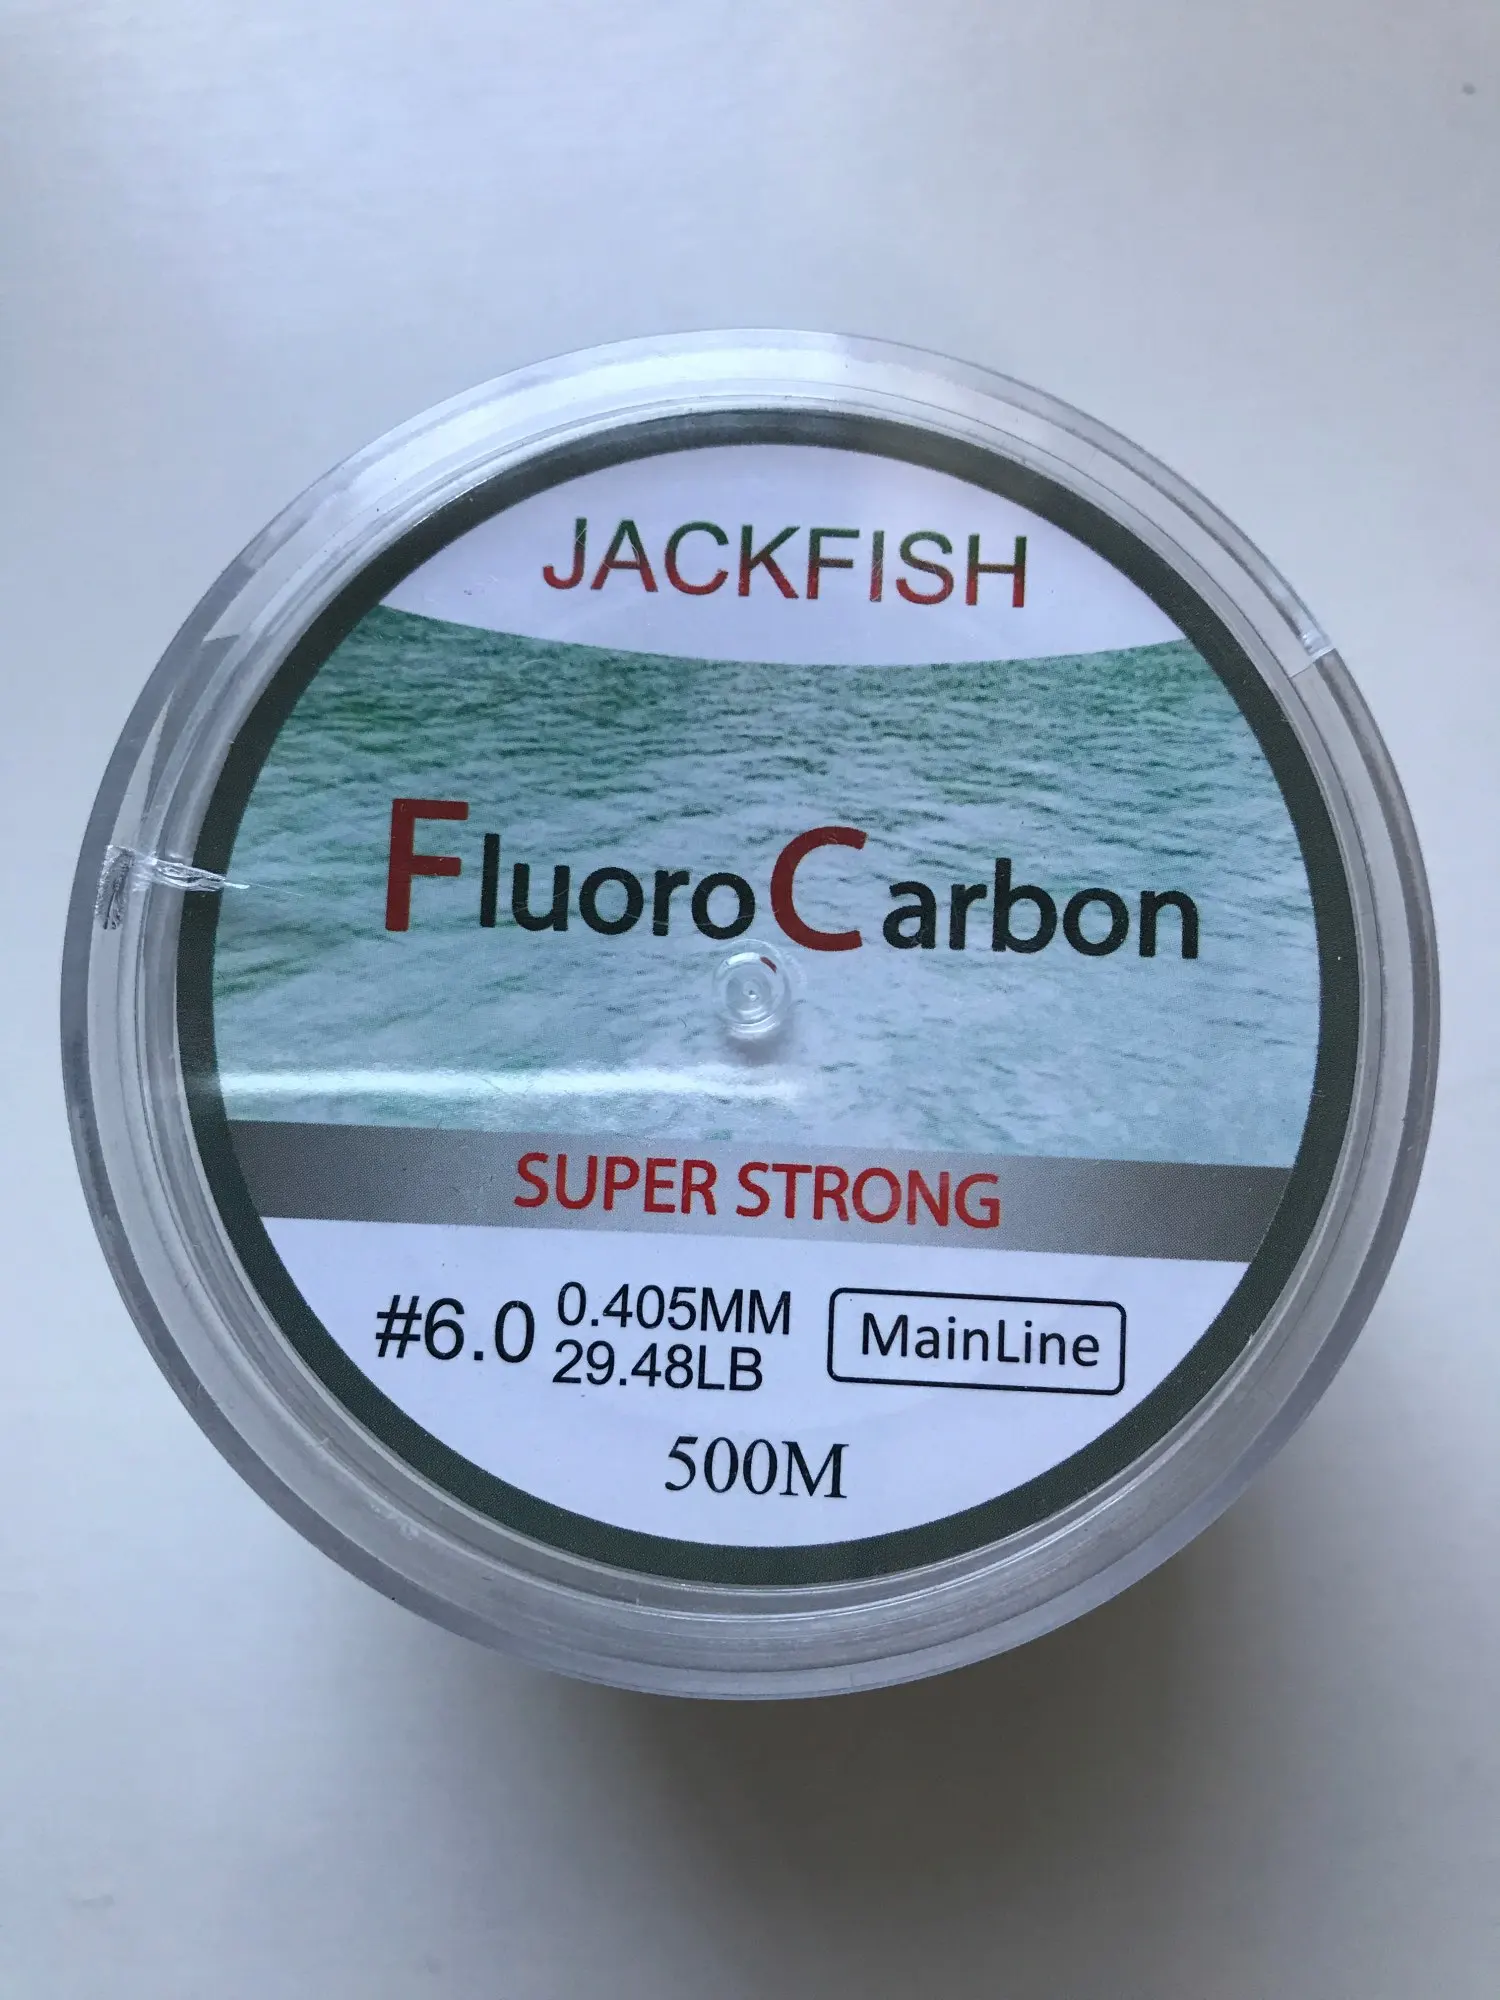 JACKFISH
FluoroCarbon
SUPER STRONG
#6.0 0.405MM
29.48LB
MainLine
500M